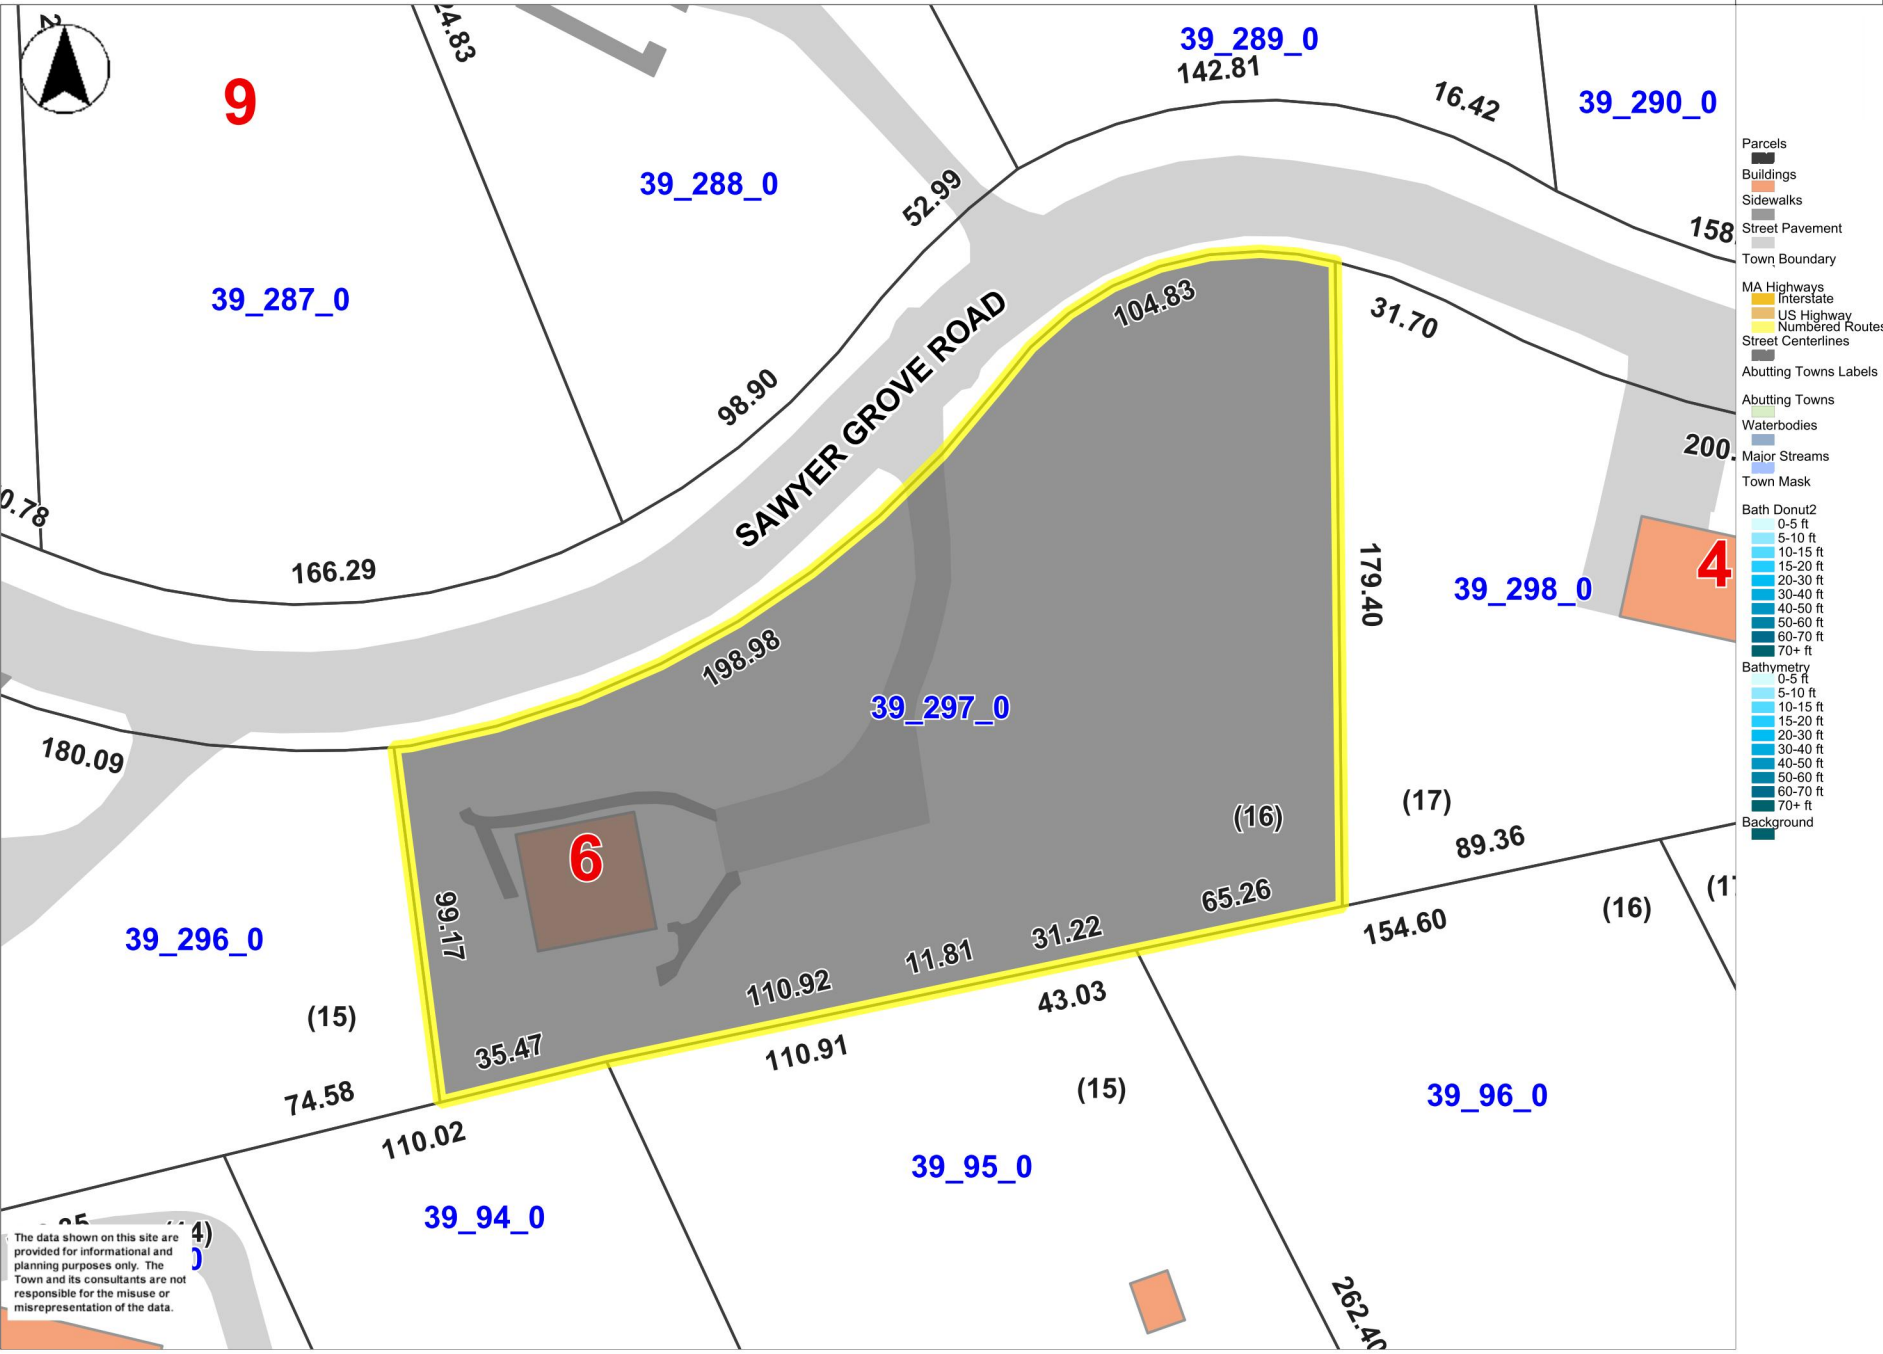 24.83
9
39_289_0
142.81
16.42
39_290_0
39_288_0
52.99
158.
39_287_0
104.83
31.70
SAWYER GROVE ROAD
98.90
0.78
166.29
200.
179.40
39_298_0
4
198.98
39_297_0
180.09
(16)
(17)
89.36
6
99.17
65.26
154.60
(16)
39_296_0
31.22
11.81
110.92
43.03
(15)
35.47
110.91
(15)
74.58
39_96_0
110.02
39_95_0
39_94_0
262.40
The data shown on this site are
provided for informational and
planning purposes only. The
Town and its consultants are not
responsible for the misuse or
misrepresentation of the data.
Parcels
Buildings
Sidewalks
Street Pavement
Town Boundary
MA Highways
Interstate
US Highway
Numbered Routes
Street Centerlines
Abutting Towns Labels
Abutting Towns
Waterbodies
Major Streams
Town Mask
Bath Donut2
0-5 ft
5-10 ft
10-15 ft
15-20 ft
20-30 ft
30-40 ft
40-50 ft
50-60 ft
60-70 ft
70+ ft
Bathymetry
0-5 ft
5-10 ft
10-15 ft
15-20 ft
20-30 ft
30-40 ft
40-50 ft
50-60 ft
60-70 ft
70+ ft
Background